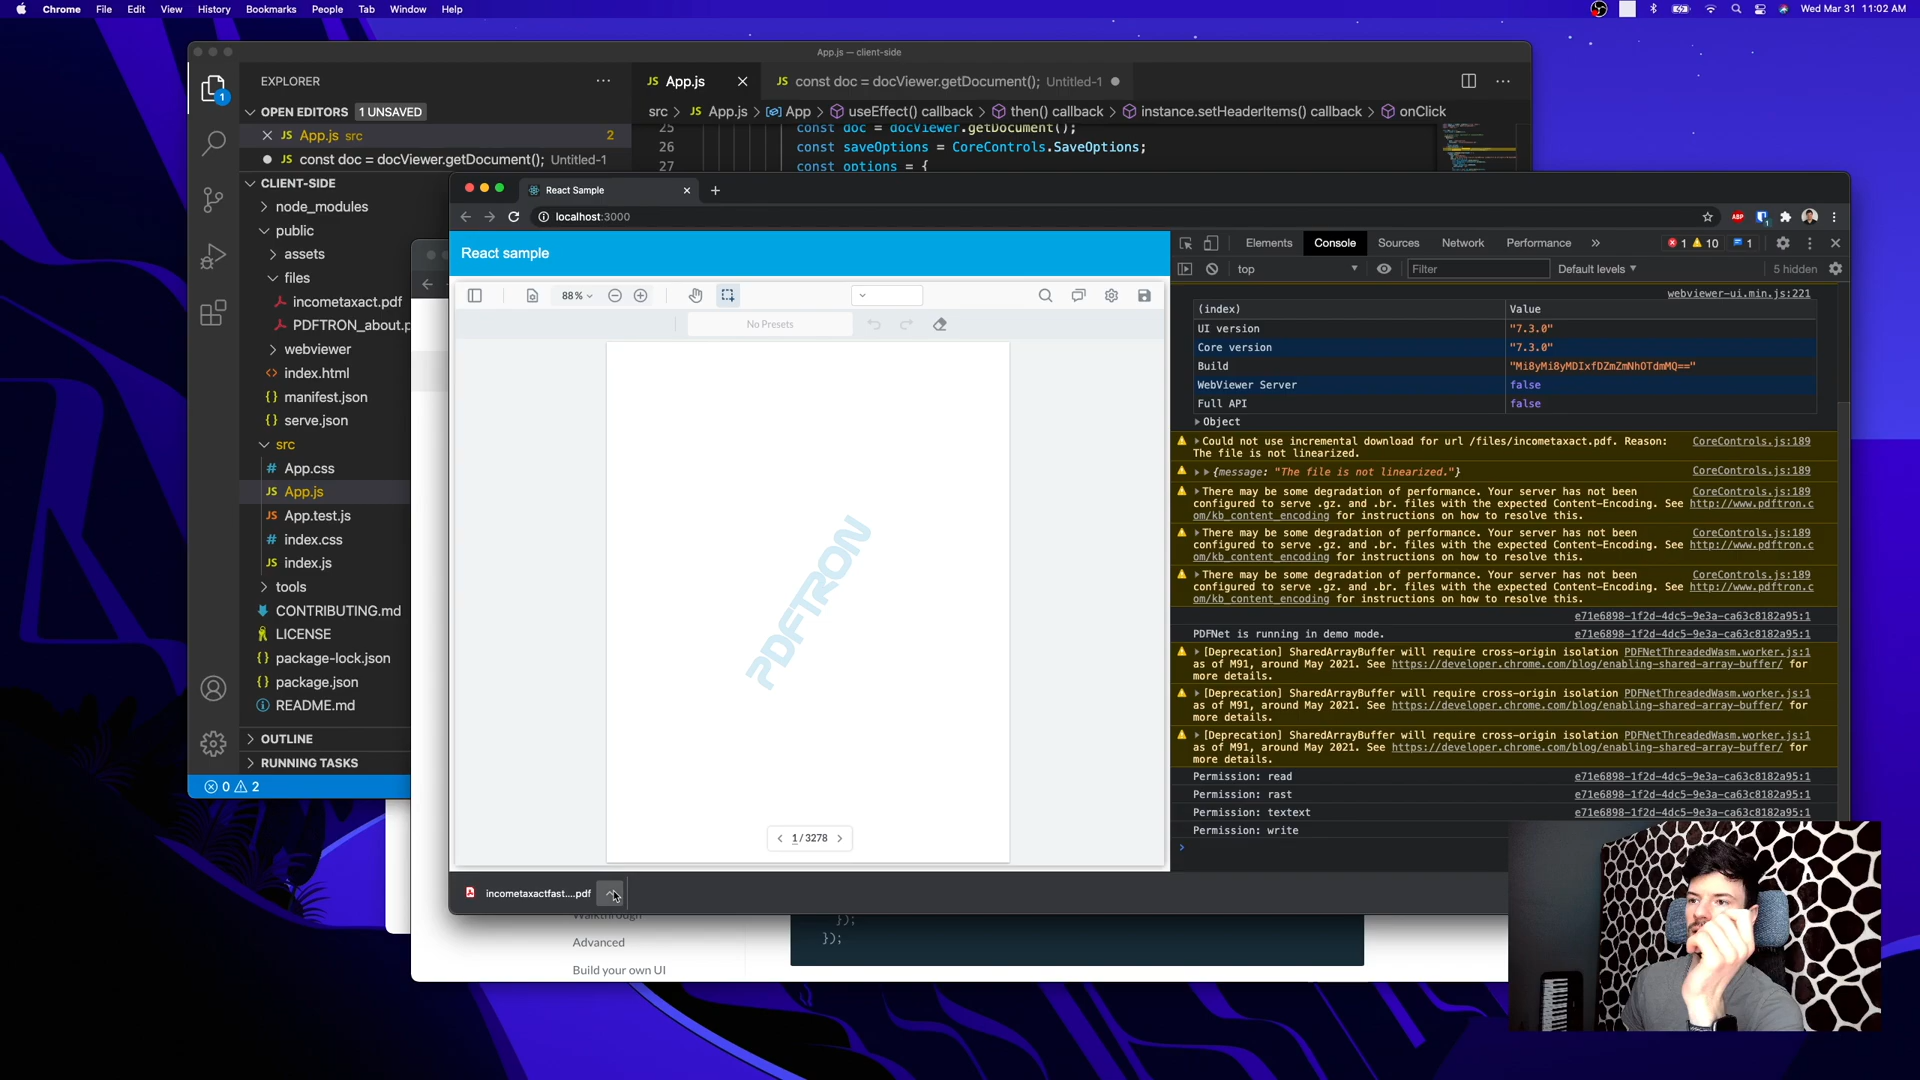 Chrome File Edit View History Bookmarks People Tab Window Help Wed Mar 31 11:02 AM
App.js — client-side
EXPLORER
JS App.js
JS const doc = docViewer.getDocument(); Untitled-1
OPEN EDITORS 1 UNSAVED
src > JS App.js > App > useEffect() callback > then() callback > instance.setHeaderItems() callback > onClick
JS App.js src 2
JS const doc = docViewer.getDocument(); Untitled-1
25 const doc = docViewer.getDocument();
26 const saveOptions = CoreControls.SaveOptions;
27 const options = {
CLIENT-SIDE
node_modules
public
assets
files
incometaxact.pdf
PDFTRON_about.p
webviewer
<> index.html
{} manifest.json
{} serve.json
src
# App.css
JS App.js
JS App.test.js
# index.css
JS index.js
tools
CONTRIBUTING.md
LICENSE
{} package-lock.json
{} package.json
README.md
OUTLINE
RUNNING TASKS
0 2
1
React Sample
localhost:3000
ABP
React sample
88%
No Presets
PDFTRON
1/3278
incometaxactfast....pdf
Elements Console Sources Network Performance » 1 10 1
top Filter Default levels 5 hidden
webviewer-ui.min.js:221
(index) Value
UI version "7.3.0"
Core version "7.3.0"
Build "Mi8yMi8yMDIxfDZmZmNhOTdmMQ=="
WebViewer Server false
Full API false
Object
Could not use incremental download for url /files/incometaxact.pdf. Reason: CoreControls.js:189
The file is not linearized.
{message: "The file is not linearized."} CoreControls.js:189
There may be some degradation of performance. Your server has not been CoreControls.js:189
configured to serve .gz. and .br. files with the expected Content-Encoding. See http://www.pdftron.c
om/kb_content_encoding for instructions on how to resolve this.
There may be some degradation of performance. Your server has not been CoreControls.js:189
configured to serve .gz. and .br. files with the expected Content-Encoding. See http://www.pdftron.c
om/kb_content_encoding for instructions on how to resolve this.
There may be some degradation of performance. Your server has not been CoreControls.js:189
configured to serve .gz. and .br. files with the expected Content-Encoding. See http://www.pdftron.c
om/kb_content_encoding for instructions on how to resolve this.
e71e6898-1f2d-4dc5-9e3a-ca63c8182a95:1
PDFNet is running in demo mode. e71e6898-1f2d-4dc5-9e3a-ca63c8182a95:1
[Deprecation] SharedArrayBuffer will require cross-origin isolation PDFNetThreadedWasm.worker.js:1
as of M91, around May 2021. See https://developer.chrome.com/blog/enabling-shared-array-buffer/ for
more details.
[Deprecation] SharedArrayBuffer will require cross-origin isolation PDFNetThreadedWasm.worker.js:1
as of M91, around May 2021. See https://developer.chrome.com/blog/enabling-shared-array-buffer/ for
more details.
[Deprecation] SharedArrayBuffer will require cross-origin isolation PDFNetThreadedWasm.worker.js:1
as of M91, around May 2021. See https://developer.chrome.com/blog/enabling-shared-array-buffer/ for
more details.
Permission: read e71e6898-1f2d-4dc5-9e3a-ca63c8182a95:1
Permission: rast e71e6898-1f2d-4dc5-9e3a-ca63c8182a95:1
Permission: textext e71e6898-1f2d-4dc5-9e3a-ca63c8182a95:1
Permission: write
Walkthrough
Advanced
Build your own UI
});
});